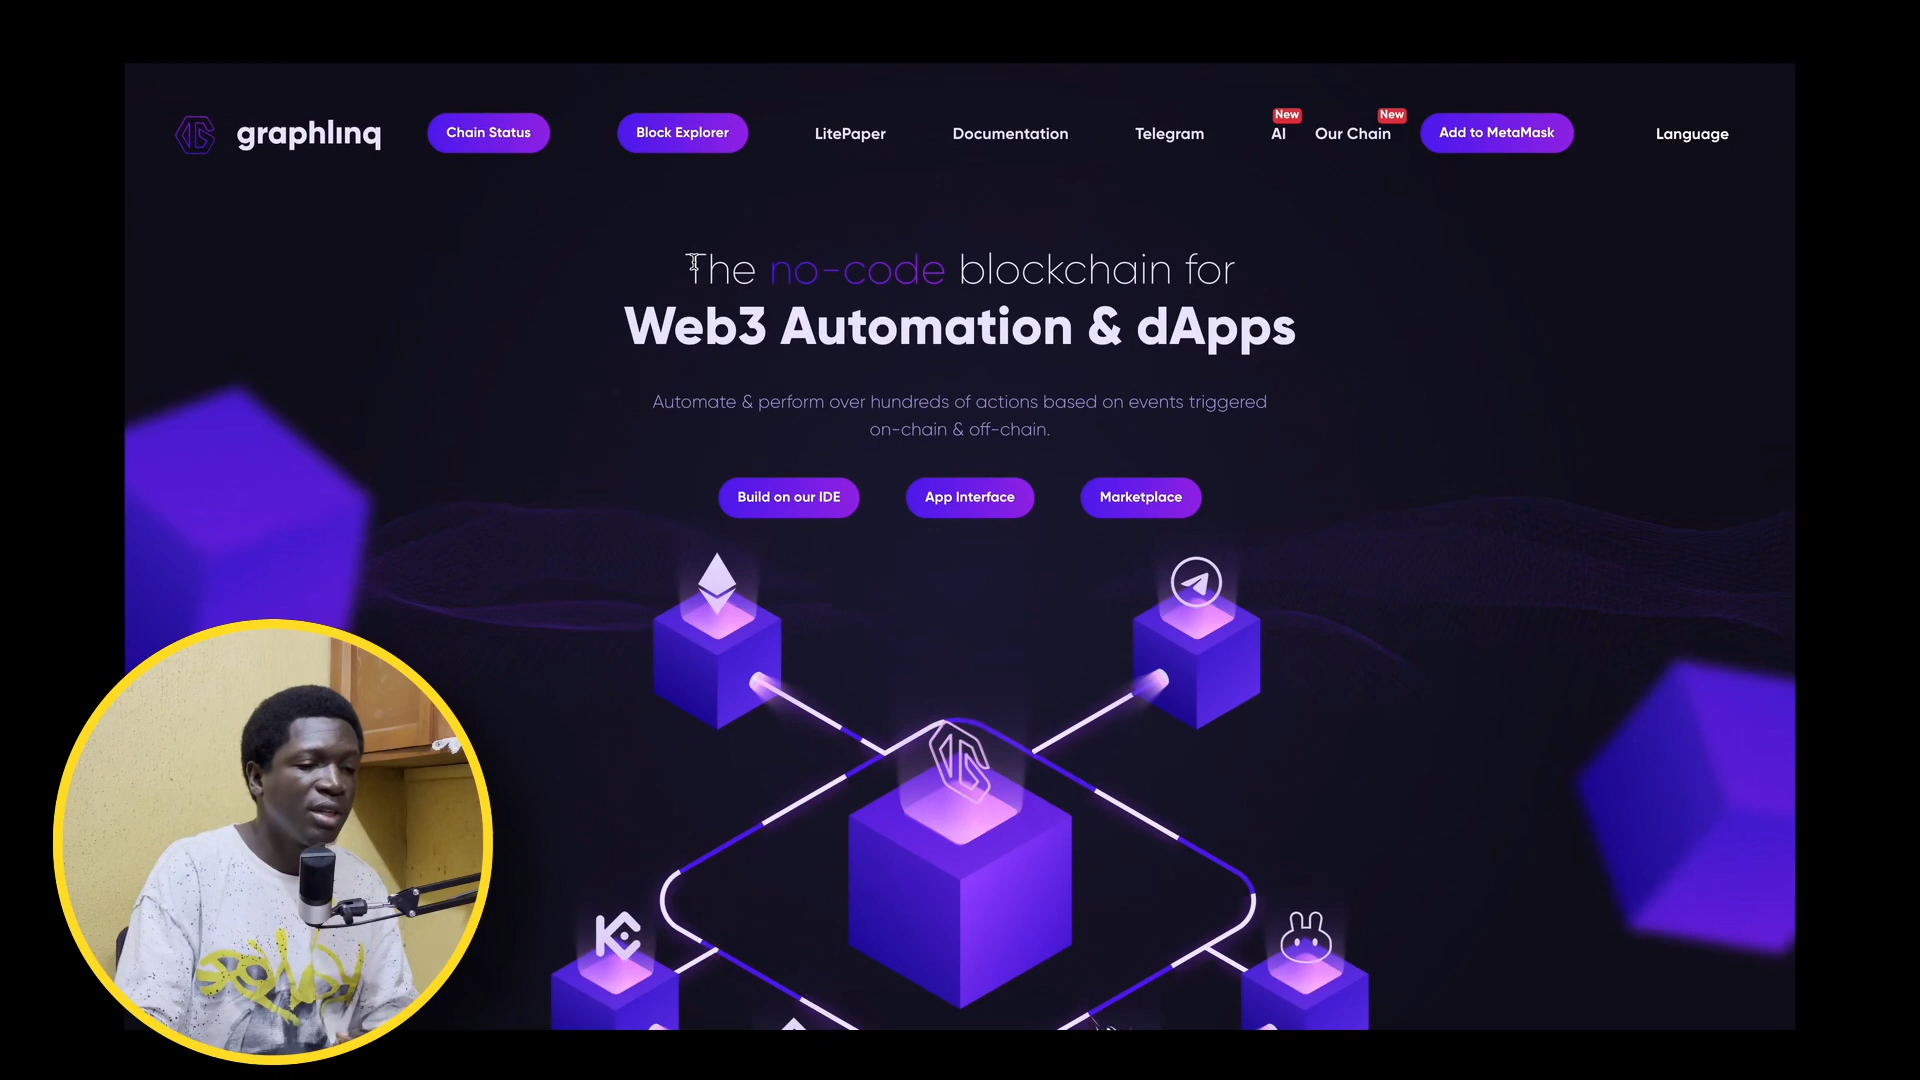 graphlınq
Chain Status
Block Explorer
LitePaper
Documentation
Telegram
New
AI
New
Our Chain
Add to MetaMask
Language
The no-code blockchain for
Web3 Automation & dApps
Automate & perform over hundreds of actions based on events triggered
on-chain & off-chain.
Build on our IDE
App Interface
Marketplace